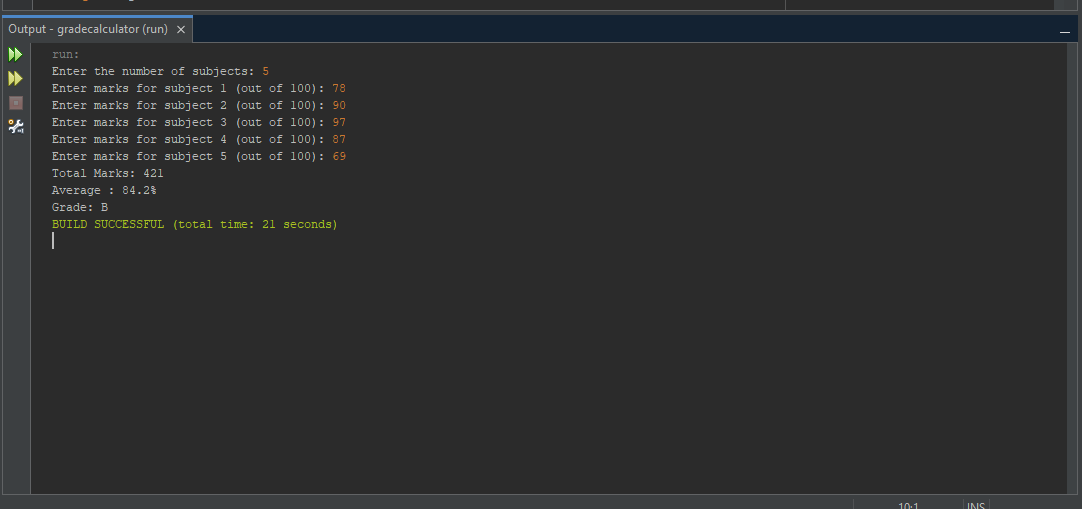 Output - gradecalculator (run) ×
run:
Enter the number of subjects: 5
Enter marks for subject 1 (out of 100): 78
Enter marks for subject 2 (out of 100): 90
Enter marks for subject 3 (out of 100): 97
Enter marks for subject 4 (out of 100): 87
Enter marks for subject 5 (out of 100): 69
Total Marks: 421
Average : 84.2%
Grade: B
BUILD SUCCESSFUL (total time: 21 seconds)
10:1 INS